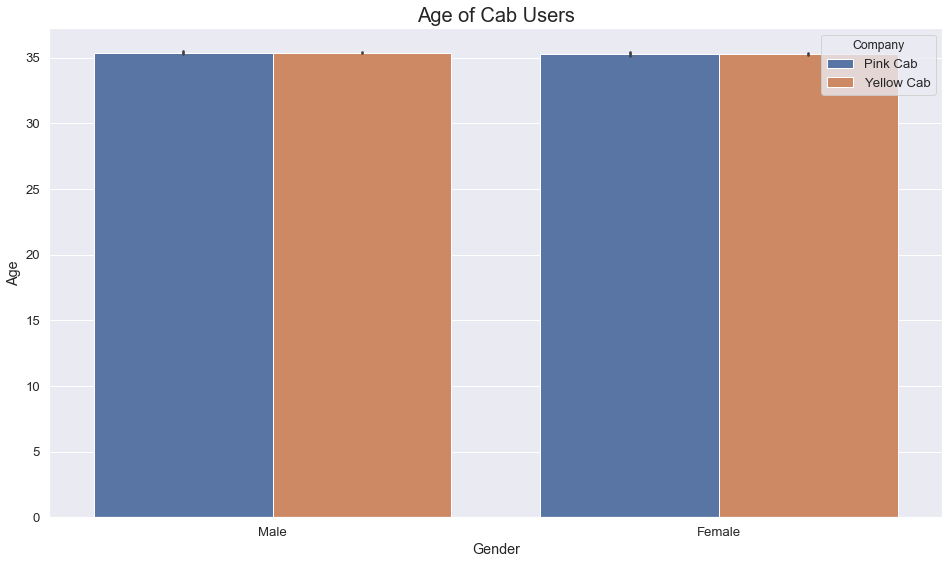 Age of Cab Users
Company
Pink Cab
Yellow Cab
Age
35
30
25
20
15
10
5
0
Male
Female
Gender